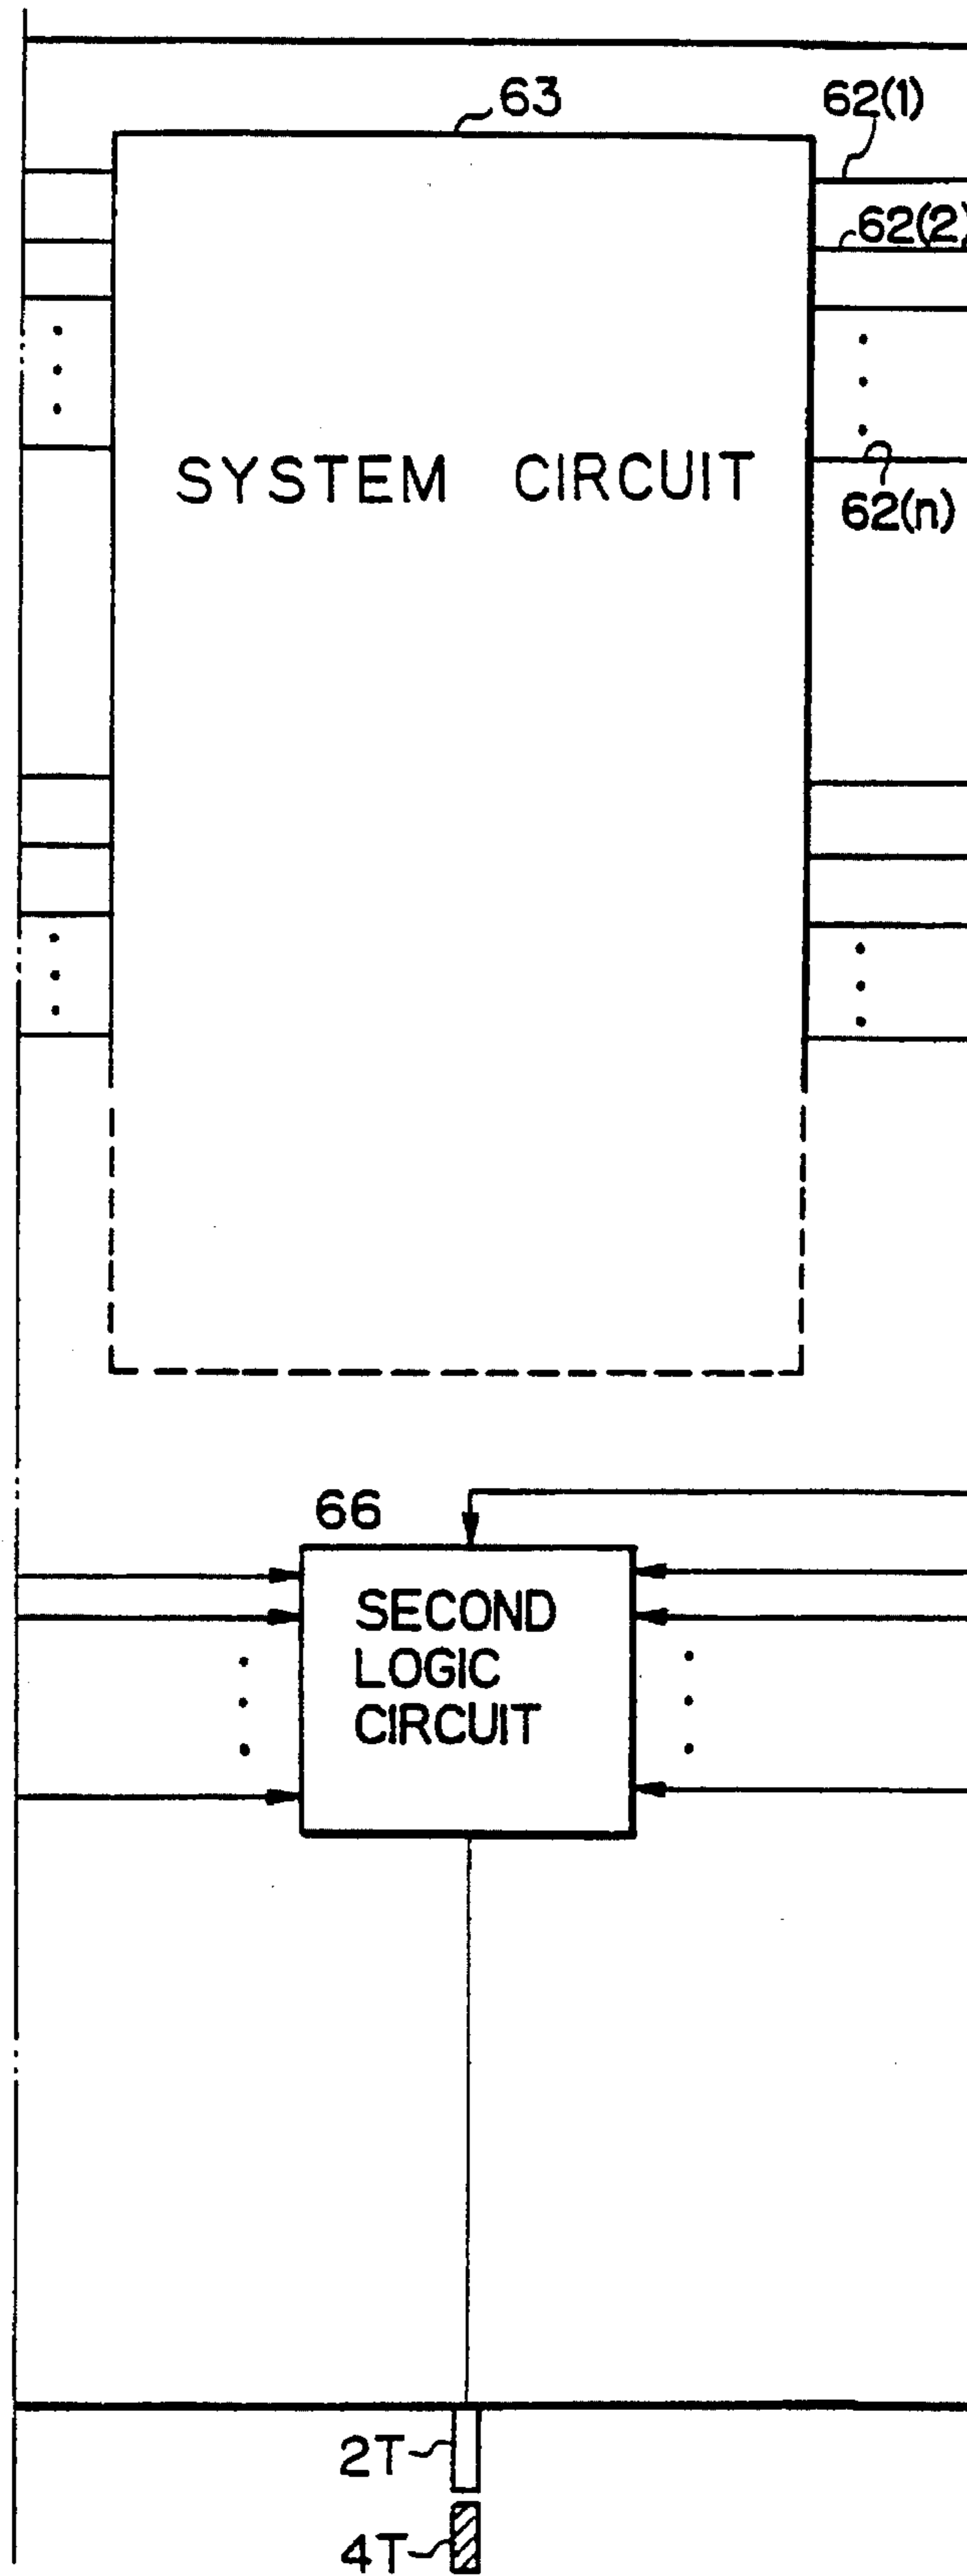 63
62(1)
62(2)
SYSTEM CIRCUIT
62(n)
66
SECOND
LOGIC
CIRCUIT
2T
4T